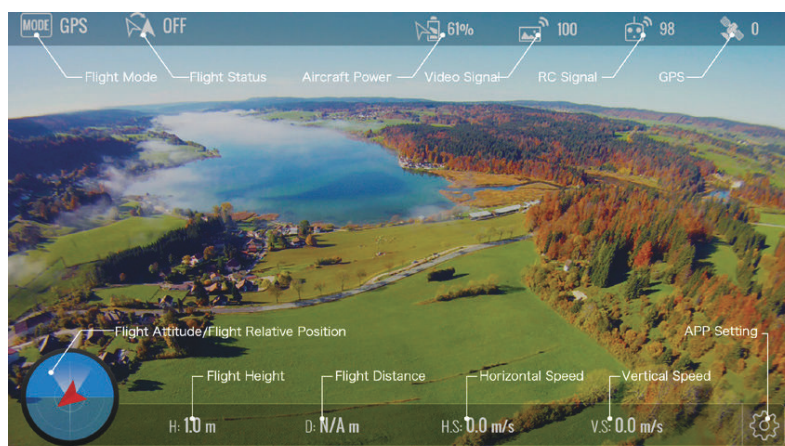 MODE GPS OFF 61% 100 98 0
Flight Mode Flight Status Aircraft Power Video Signal RC Signal GPS
Flight Attitude/Flight Relative Position APP Setting
Flight Height Flight Distance Horizontal Speed Vertical Speed
H: 1.0 m D: N/A m H.S: 0.0 m/s V.S: 0.0 m/s